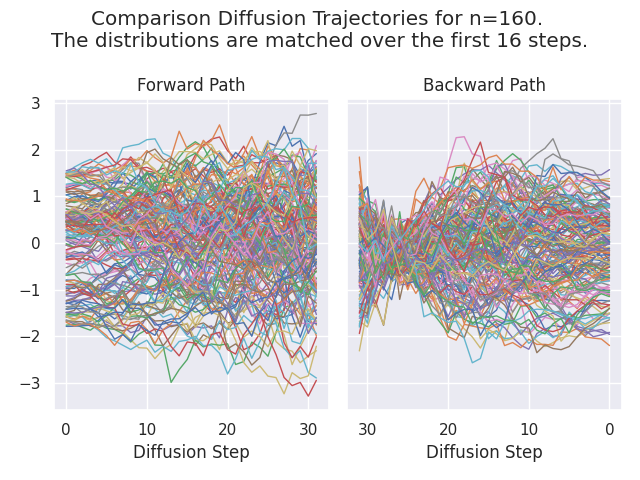 Comparison Diffusion Trajectories for n=160.
The distributions are matched over the first 16 steps.
Forward Path
Backward Path
3
2
1
0
−1
−2
−3
0 10 20 30
30 20 10 0
Diffusion Step
Diffusion Step